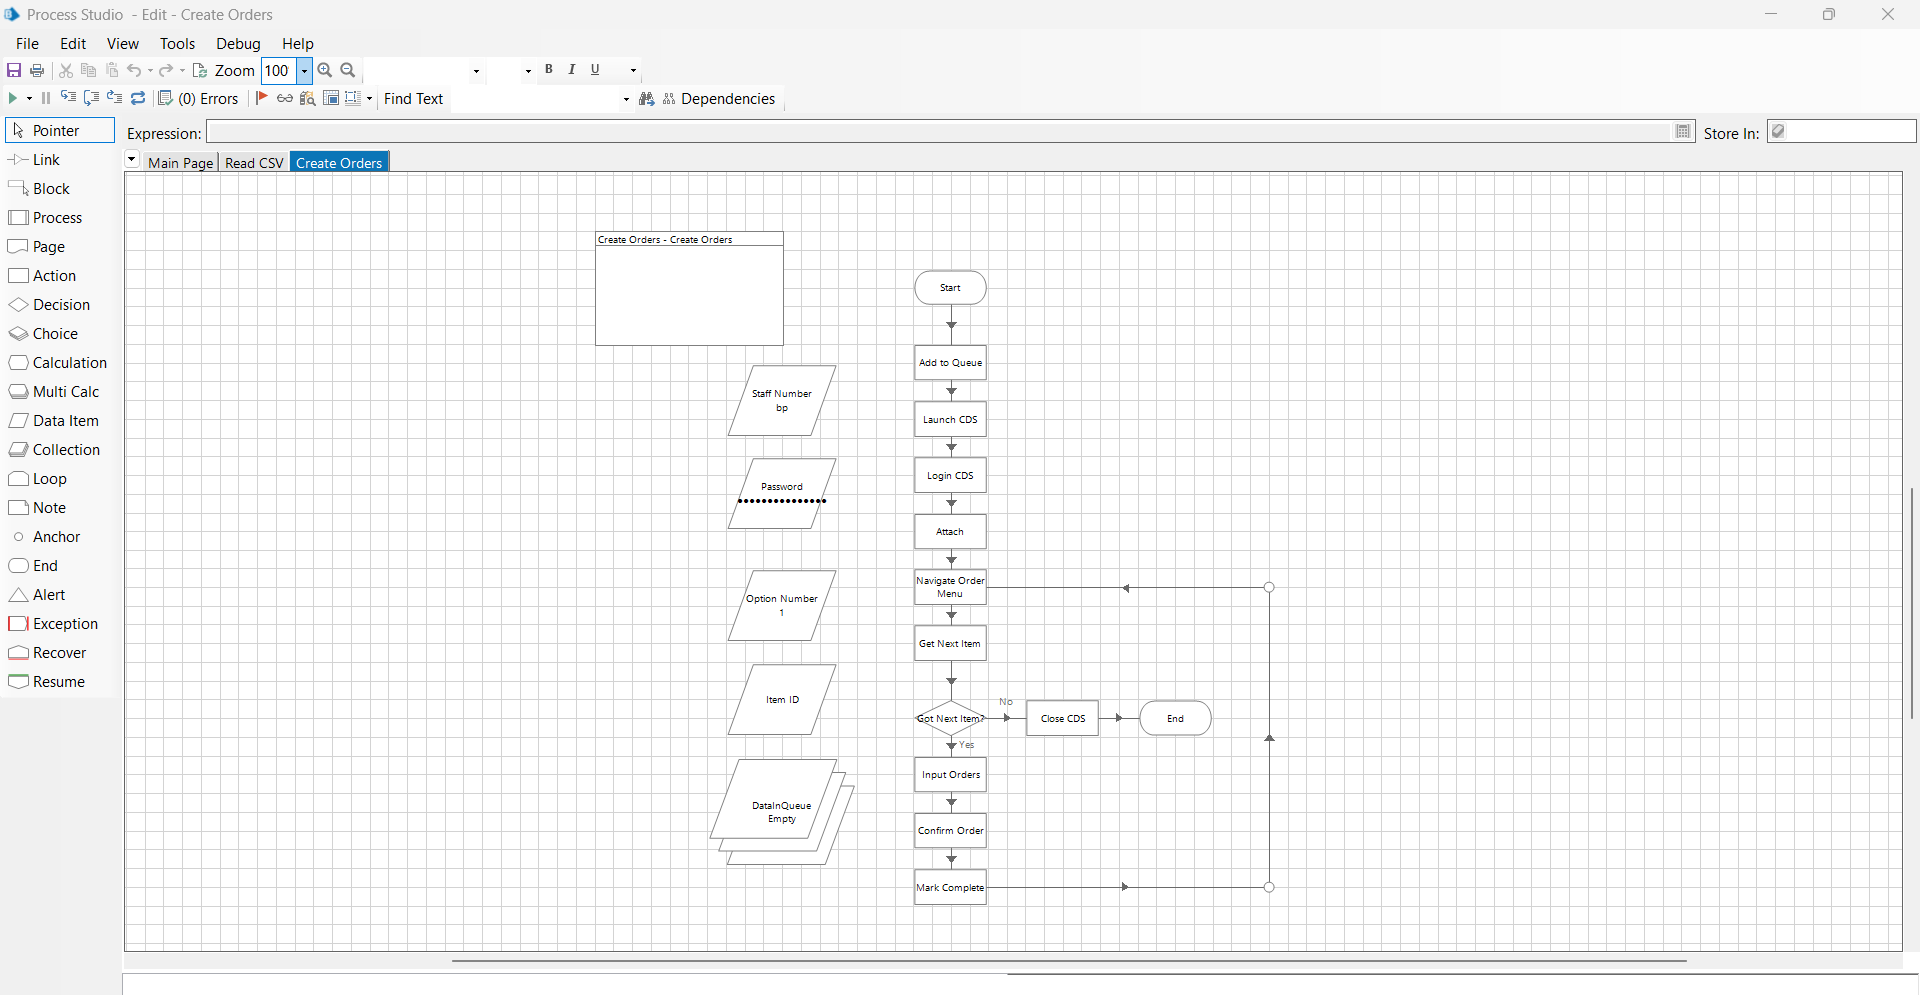 Process Studio - Edit - Create Orders
File Edit View Tools Debug Help
Zoom 100 B I U
(0) Errors Find Text Dependencies
Pointer
Link
Block
Process
Page
Action
Decision
Choice
Calculation
Multi Calc
Data Item
Collection
Loop
Note
Anchor
End
Alert
Exception
Recover
Resume
Expression:
Store In:
Main Page Read CSV Create Orders
Create Orders - Create Orders
Staff Number
bp
Password
Option Number
1
Item ID
DataInQueue
Empty
Start
Add to Queue
Launch CDS
Login CDS
Attach
Navigate Order
Menu
Get Next Item
Got Next Item?
No
Close CDS
End
Yes
Input Orders
Confirm Order
Mark Complete